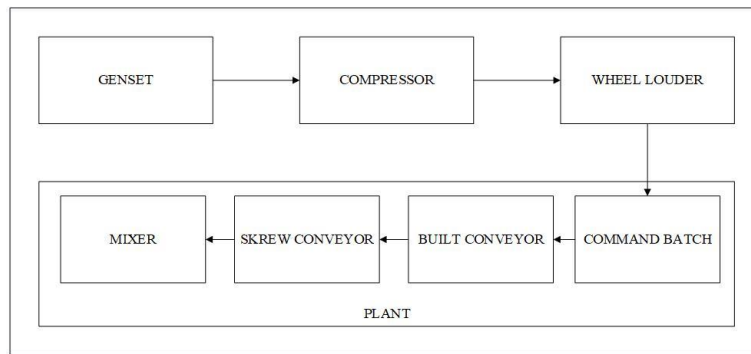 GENSET
COMPRESSOR
WHEEL LOUDER
MIXER
SKREW CONVEYOR
BUILT CONVEYOR
COMMAND BATCH
PLANT